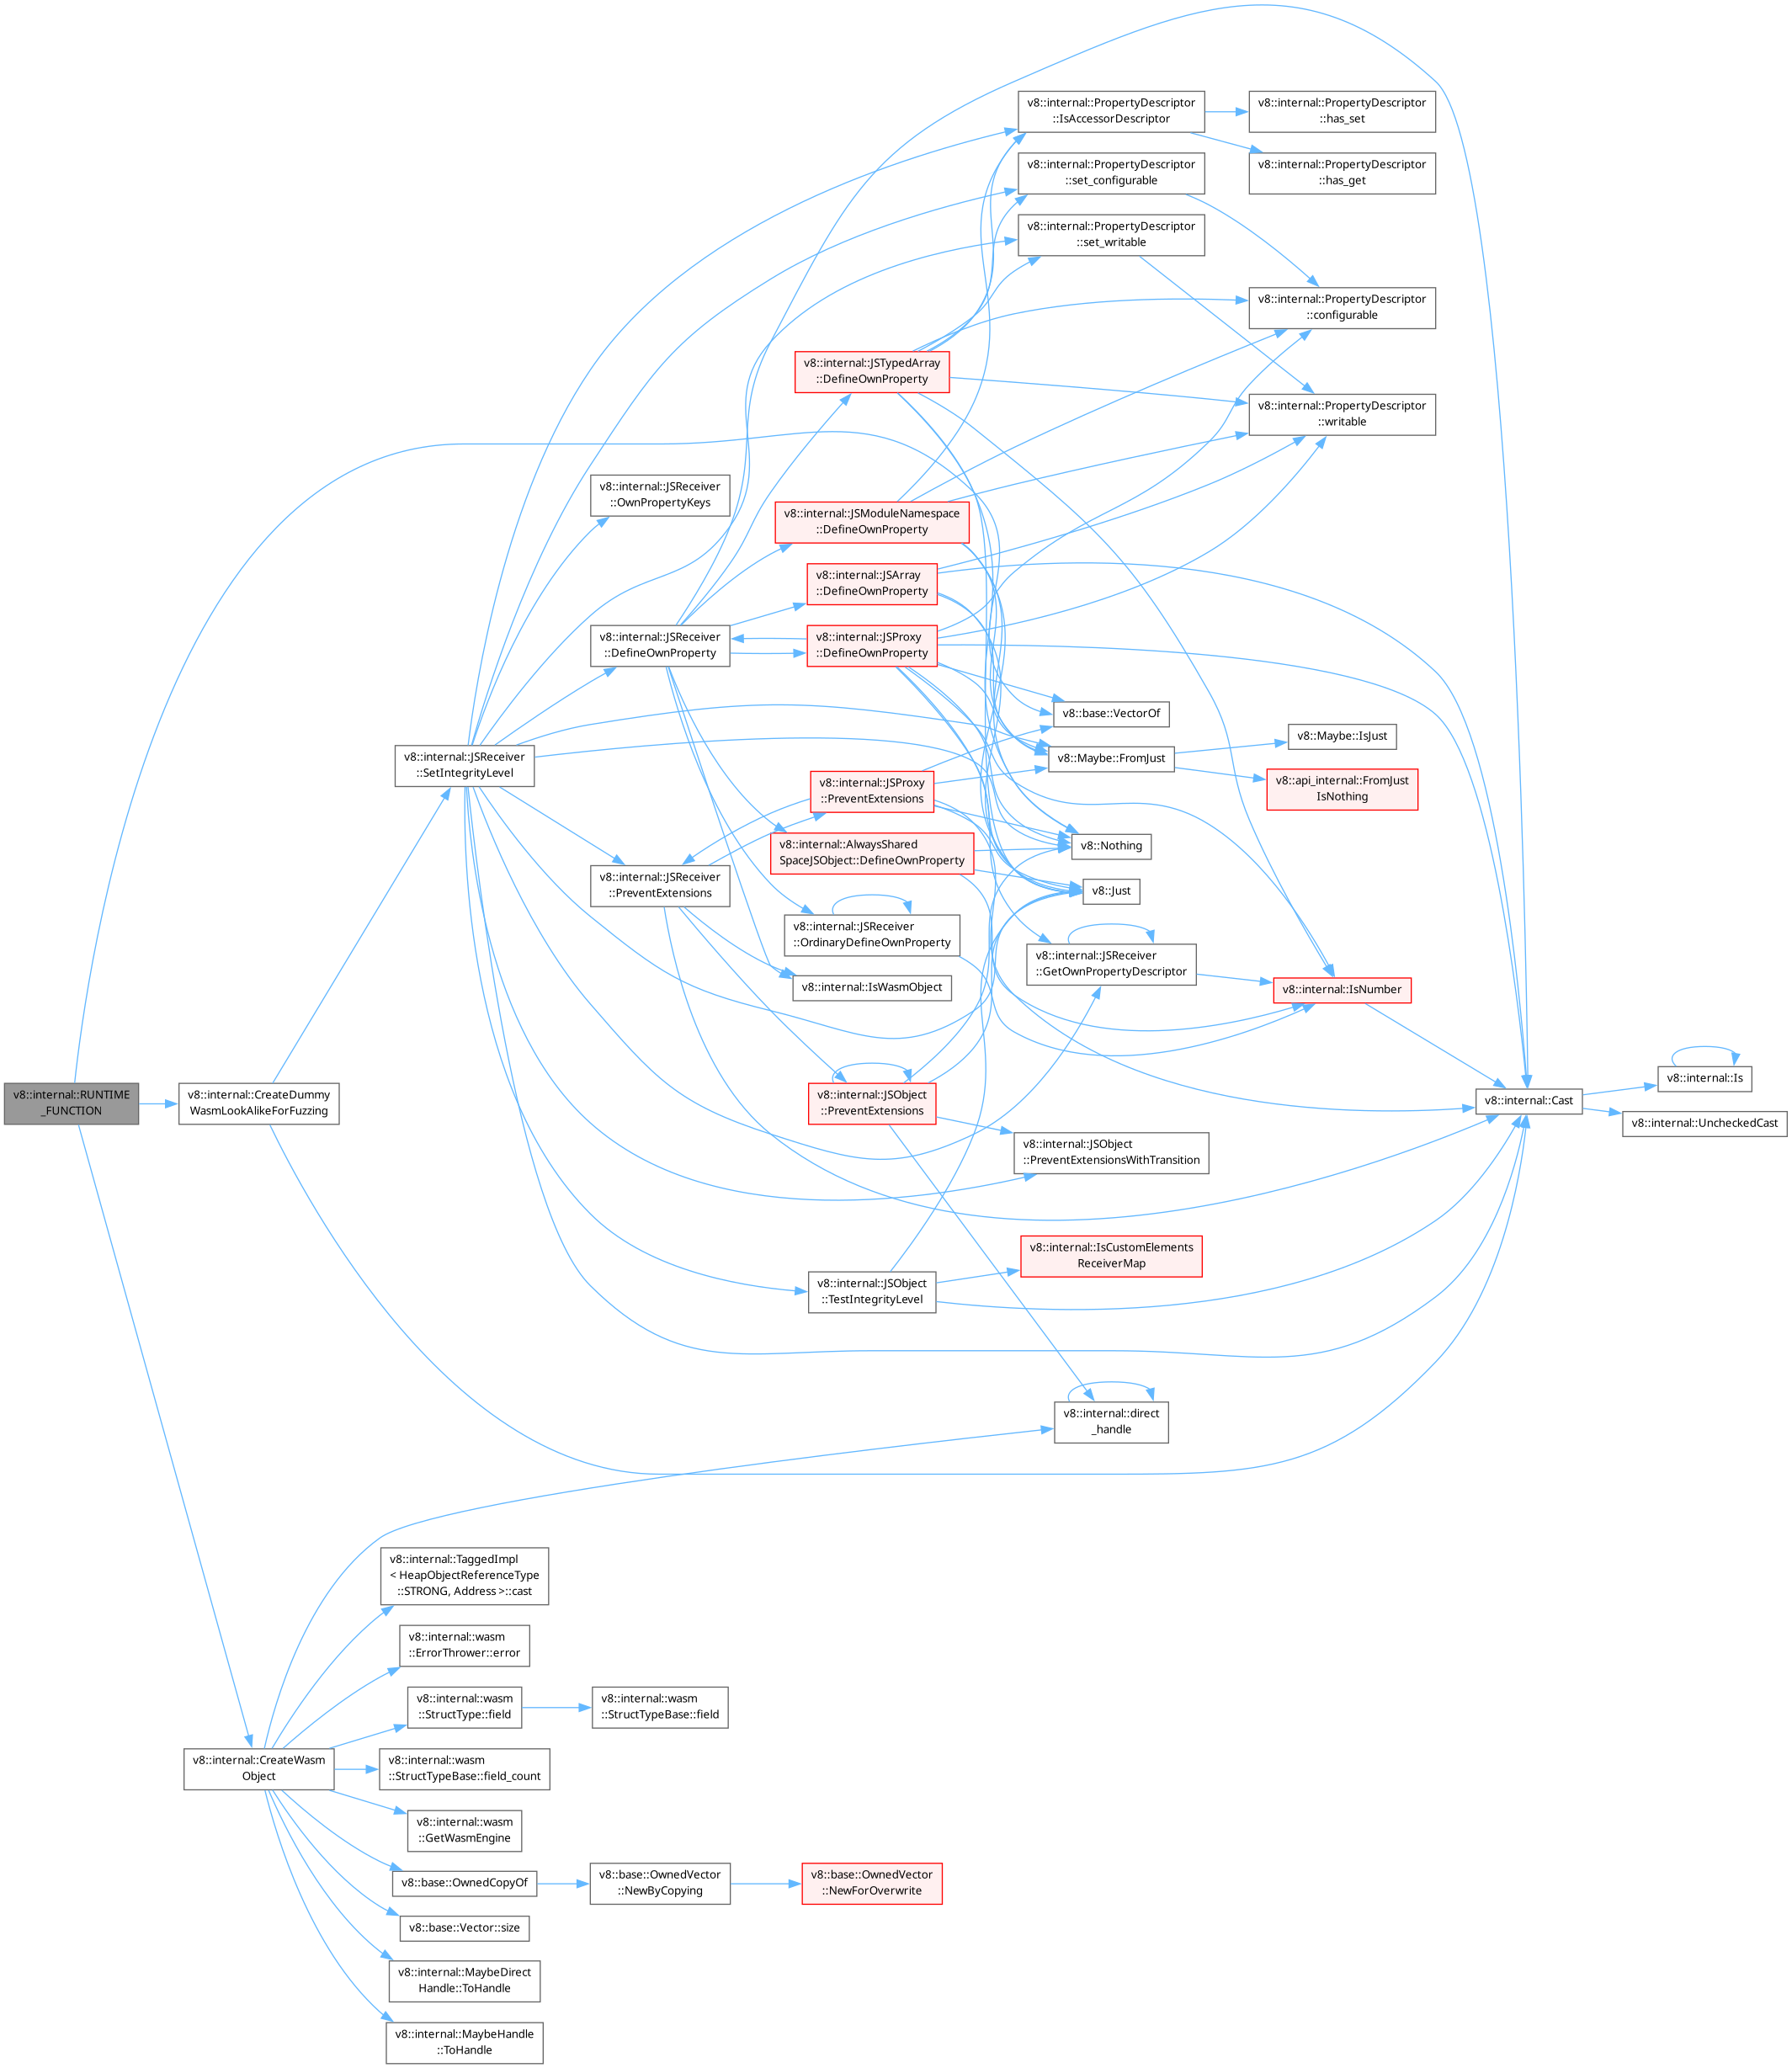 v8::internal::RUNTIME
_FUNCTION
v8::internal::CreateDummy
WasmLookAlikeForFuzzing
v8::internal::JSReceiver
::SetIntegrityLevel
v8::internal::JSReceiver
::OwnPropertyKeys
v8::internal::JSReceiver
::DefineOwnProperty
v8::internal::JSReceiver
::PreventExtensions
v8::internal::JSTypedArray
::DefineOwnProperty
v8::internal::JSModuleNamespace
::DefineOwnProperty
v8::internal::JSArray
::DefineOwnProperty
v8::internal::JSProxy
::DefineOwnProperty
v8::internal::JSProxy
::PreventExtensions
v8::internal::AlwaysShared
SpaceJSObject::DefineOwnProperty
v8::internal::JSReceiver
::OrdinaryDefineOwnProperty
v8::internal::IsWasmObject
v8::internal::JSObject
::PreventExtensions
v8::internal::JSObject
::TestIntegrityLevel
v8::internal::PropertyDescriptor
::IsAccessorDescriptor
v8::internal::PropertyDescriptor
::set_configurable
v8::internal::PropertyDescriptor
::set_writable
v8::base::VectorOf
v8::Maybe::FromJust
v8::Nothing
v8::Just
v8::internal::JSReceiver
::GetOwnPropertyDescriptor
v8::internal::JSObject
::PreventExtensionsWithTransition
v8::internal::IsCustomElements
ReceiverMap
v8::internal::direct
_handle
v8::internal::PropertyDescriptor
::has_set
v8::internal::PropertyDescriptor
::has_get
v8::internal::PropertyDescriptor
::configurable
v8::internal::PropertyDescriptor
::writable
v8::Maybe::IsJust
v8::api_internal::FromJust
IsNothing
v8::internal::IsNumber
v8::internal::Cast
v8::internal::Is
v8::internal::UncheckedCast
v8::internal::CreateWasm
Object
v8::internal::TaggedImpl
< HeapObjectReferenceType
::STRONG, Address >::cast
v8::internal::wasm
::ErrorThrower::error
v8::internal::wasm
::StructType::field
v8::internal::wasm
::StructTypeBase::field
v8::internal::wasm
::StructTypeBase::field_count
v8::internal::wasm
::GetWasmEngine
v8::base::OwnedCopyOf
v8::base::OwnedVector
::NewByCopying
v8::base::OwnedVector
::NewForOverwrite
v8::base::Vector::size
v8::internal::MaybeDirect
Handle::ToHandle
v8::internal::MaybeHandle
::ToHandle